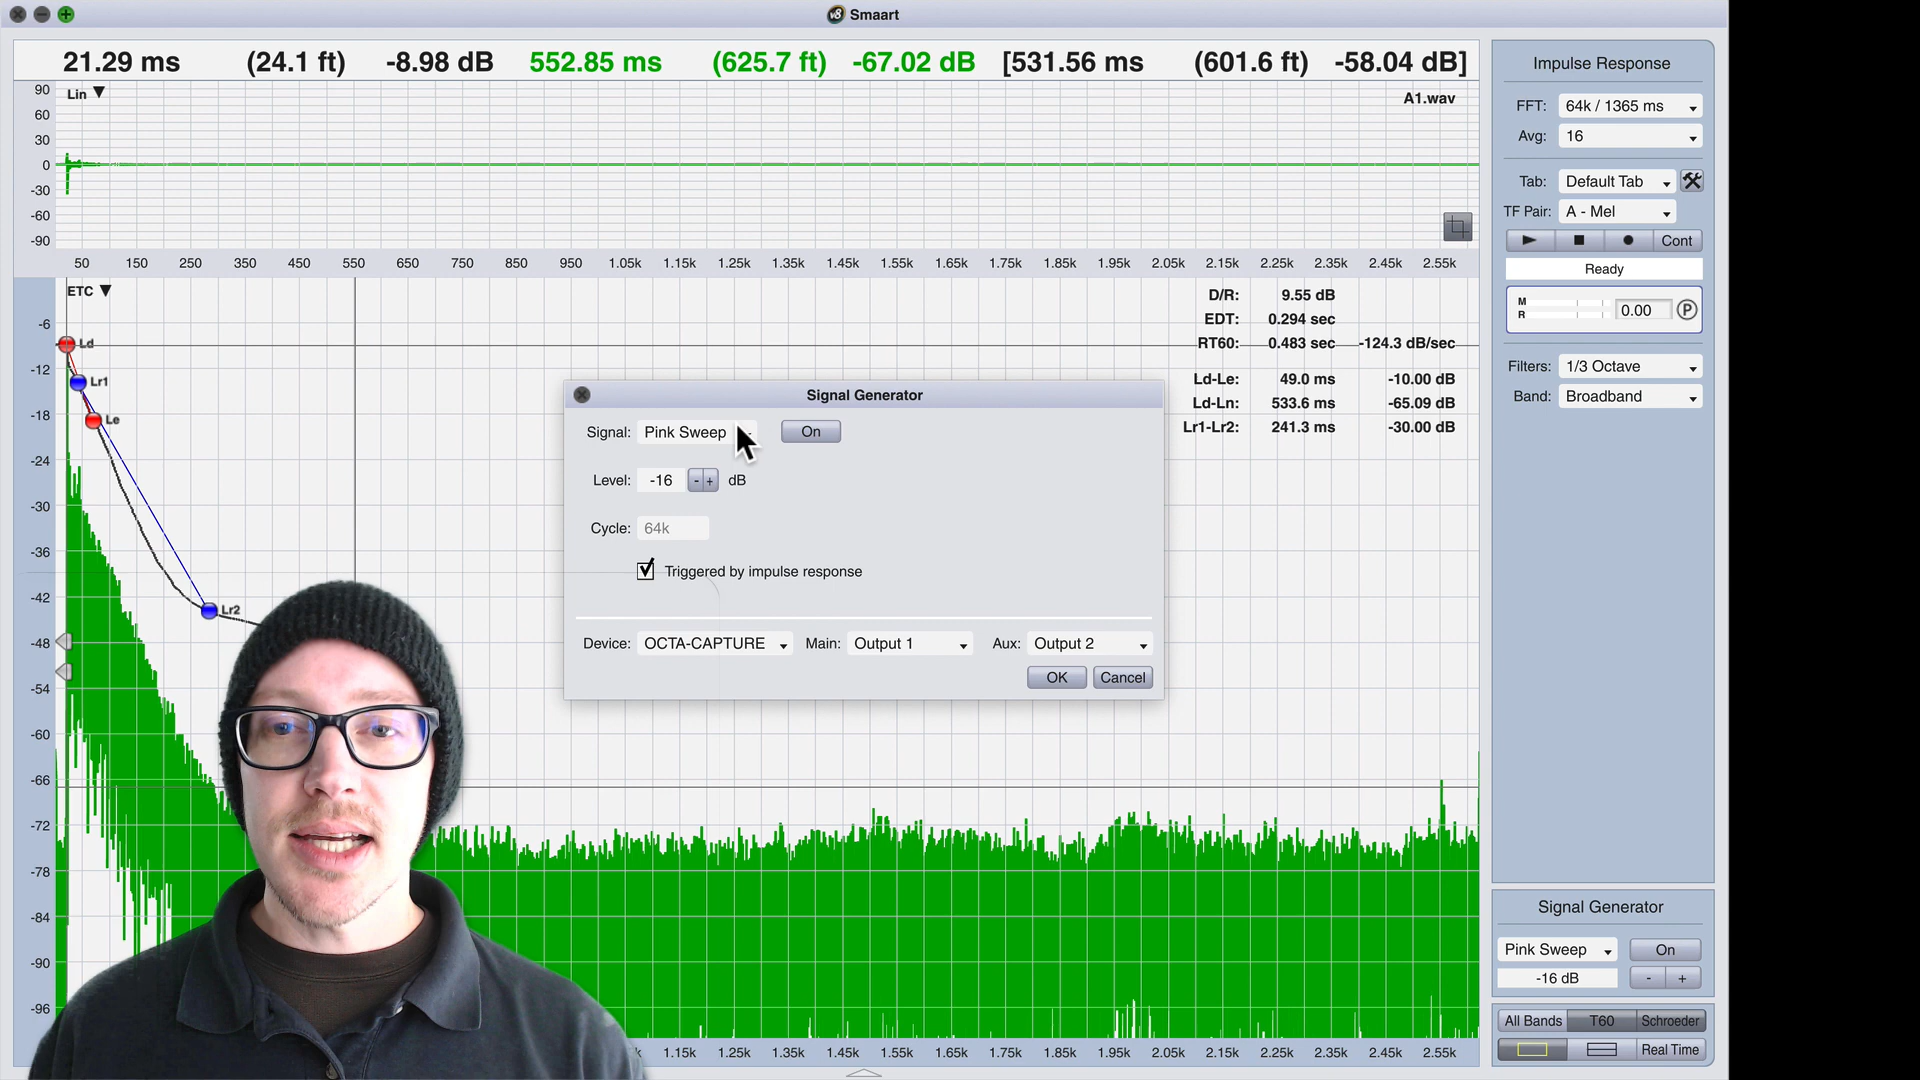 v8 Smaart
21.29 ms (24.1 ft) -8.98 dB 552.85 ms (625.7 ft) -67.02 dB [531.56 ms (601.6 ft) -58.04 dB]
90 Lin ▼ A1.wav
60
30
0
-30
-60
-90
50 150 250 350 450 550 650 750 850 950 1.05k 1.15k 1.25k 1.35k 1.45k 1.55k 1.65k 1.75k 1.85k 1.95k 2.05k 2.15k 2.25k 2.35k 2.45k 2.55k
ETC ▼
D/R: 9.55 dB
EDT: 0.294 sec
RT60: 0.483 sec -124.3 dB/sec
Ld-Le: 49.0 ms -10.00 dB
Ld-Ln: 533.6 ms -65.09 dB
Lr1-Lr2: 241.3 ms -30.00 dB
-6
Ld
-12
Lr1
-18
Le
-24
-30
-36
-42
Lr2
-48
-54
-60
-66
-72
-78
-84
-90
-96
1.15k 1.25k 1.35k 1.45k 1.55k 1.65k 1.75k 1.85k 1.95k 2.05k 2.15k 2.25k 2.35k 2.45k 2.55k
Signal Generator
Signal: Pink Sweep On
Level: -16 - + dB
Cycle: 64k
Triggered by impulse response
Device: OCTA-CAPTURE Main: Output 1 Aux: Output 2
OK Cancel
Impulse Response
FFT: 64k / 1365 ms
Avg: 16
Tab: Default Tab
TF Pair: A - Mel
Cont
Ready
M
R 0.00 P
Filters: 1/3 Octave
Band: Broadband
Signal Generator
Pink Sweep On
-16 dB - +
All Bands T60 Schroeder
Real Time